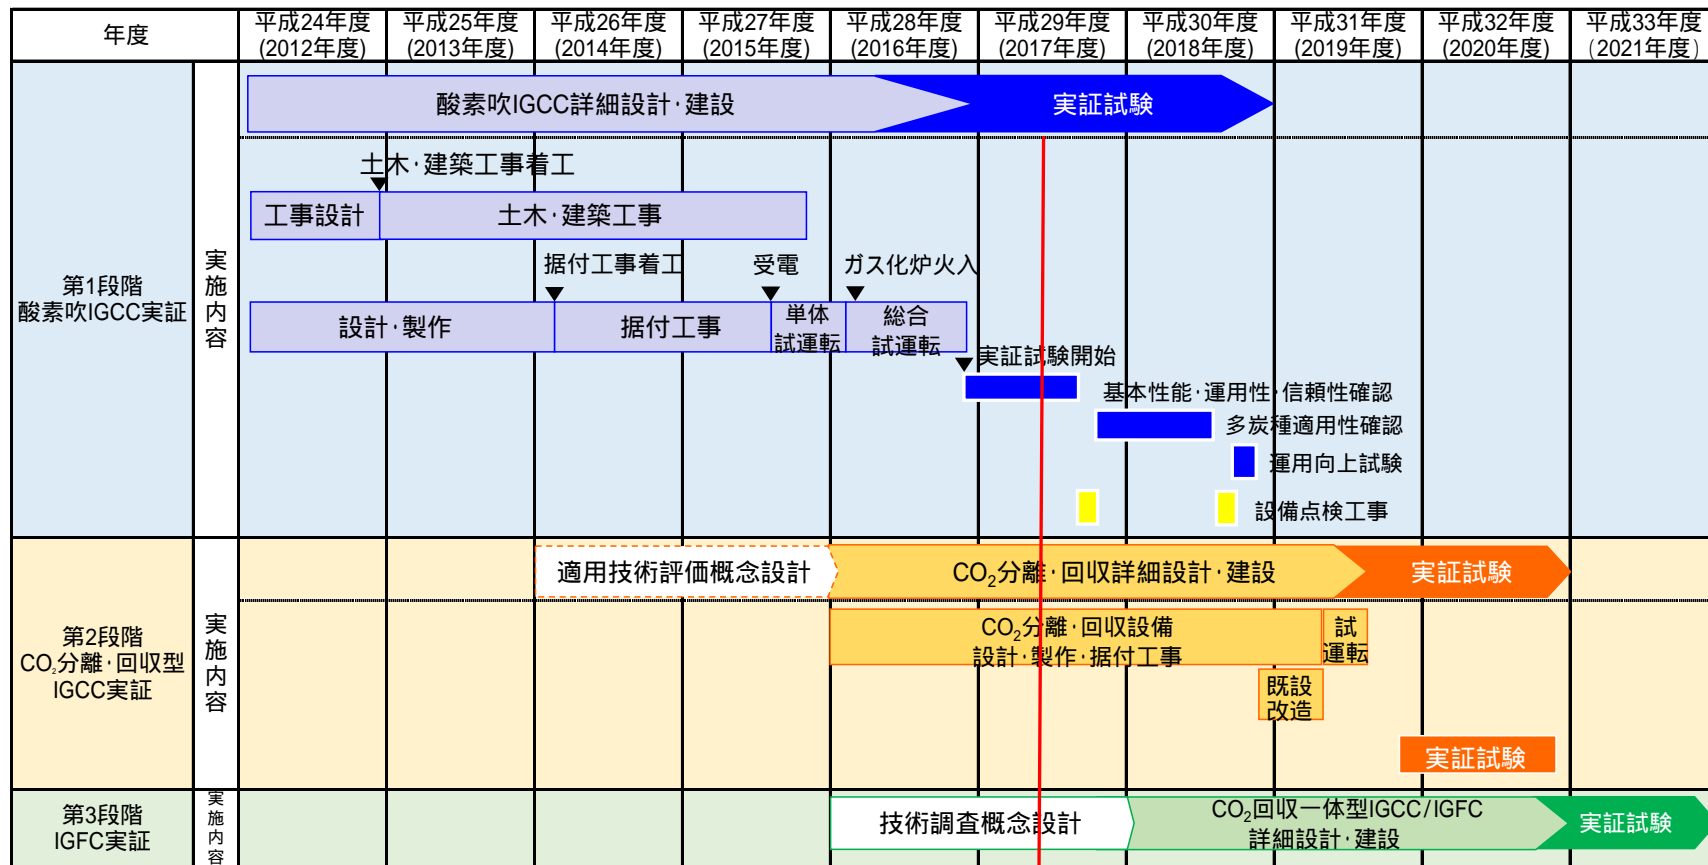 年度
平成24年度
(2012年度)
平成25年度
(2013年度)
平成26年度
(2014年度)
平成27年度
(2015年度)
平成28年度
(2016年度)
平成29年度
(2017年度)
平成30年度
(2018年度)
平成31年度
(2019年度)
平成32年度
(2020年度)
平成33年度
(2021年度)
第1段階
酸素吹IGCC実証
実施内容
酸素吹IGCC詳細設計・建設
実証試験
▼
土木・建築工事着工
工事設計
土木・建築工事
据付工事着工
受電
ガス化炉火入
▼
▼
▼
設計・製作
据付工事
単体
試運転
総合
試運転
▼
実証試験開始
基本性能・運用性・信頼性確認
多炭種適用性確認
運用向上試験
設備点検工事
第2段階
CO₂分離・回収型
IGCC実証
実施内容
適用技術評価概念設計
CO₂分離・回収詳細設計・建設
実証試験
CO₂分離・回収設備
設計・製作・据付工事
試
運転
既設
改造
実証試験
第3段階
IGFC実証
実施内容
技術調査概念設計
CO₂回収一体型IGCC/IGFC
詳細設計・建設
実証試験